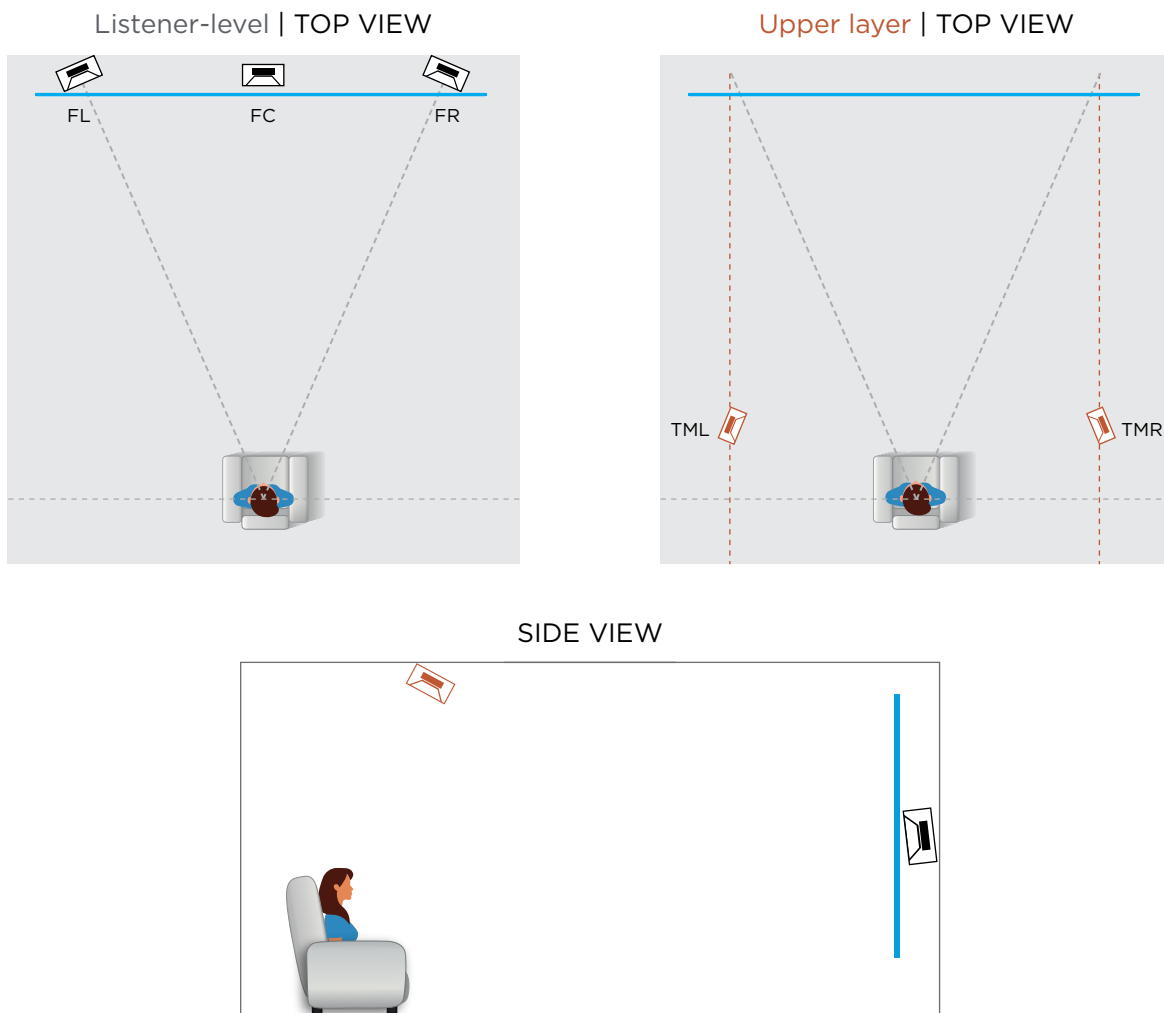 Listener-level | TOP VIEW
Upper layer | TOP VIEW
FL
FC
FR
TML
TMR
SIDE VIEW